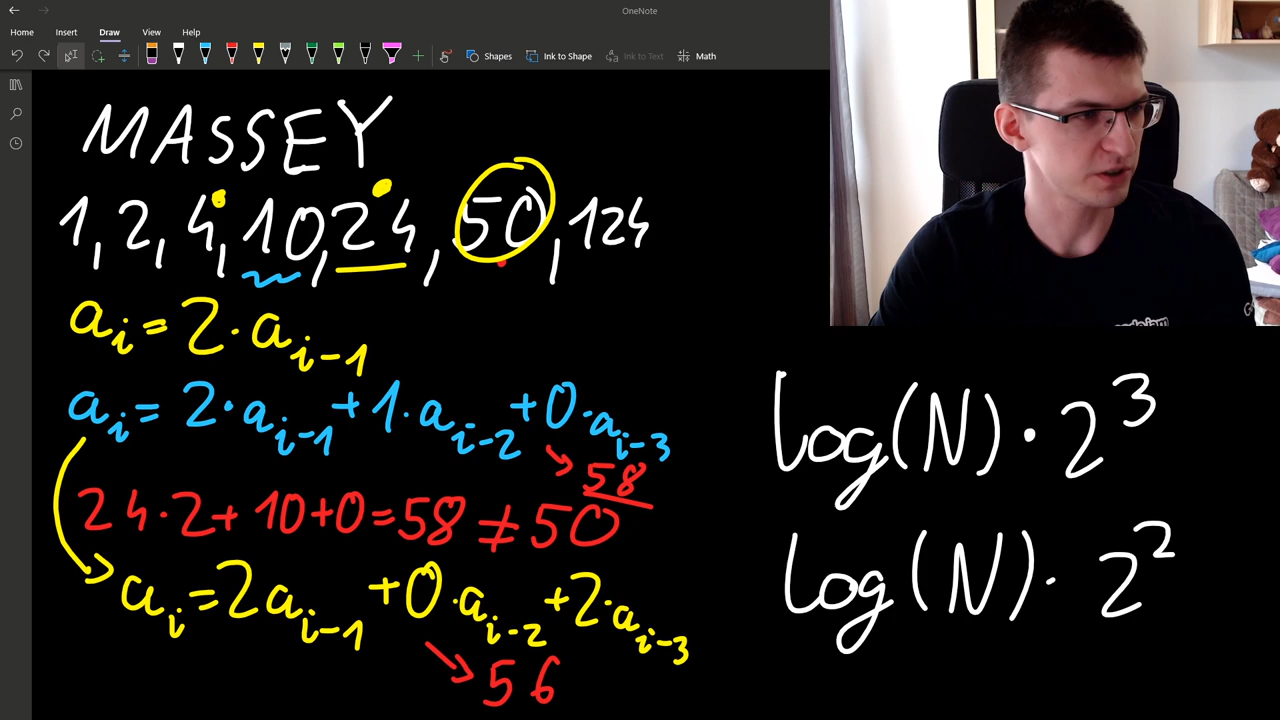 OneNote
Home Insert Draw View Help
Shapes Ink to Shape Ink to Text Math
MASSEY
1, 2, 4, 10, 24, 50, 124
a_i = 2 · a_{i-1}
a_i = 2 · a_{i-1} + 1 · a_{i-2} + 0 · a_{i-3}
58
24 · 2 + 10 + 0 = 58 ≠ 50
a_i = 2a_{i-1} + 0 · a_{i-2} + 2 · a_{i-3}
56
log(N) · 2^3
log(N) · 2^2